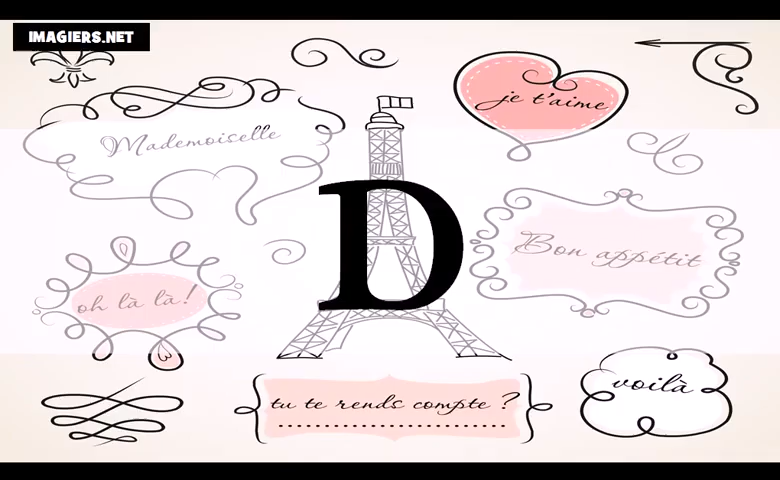 IMAGIERS.NET
je t'aime
Mademoiselle
D
Bon appétit
oh là là!
voilà
tu te rends compte ?